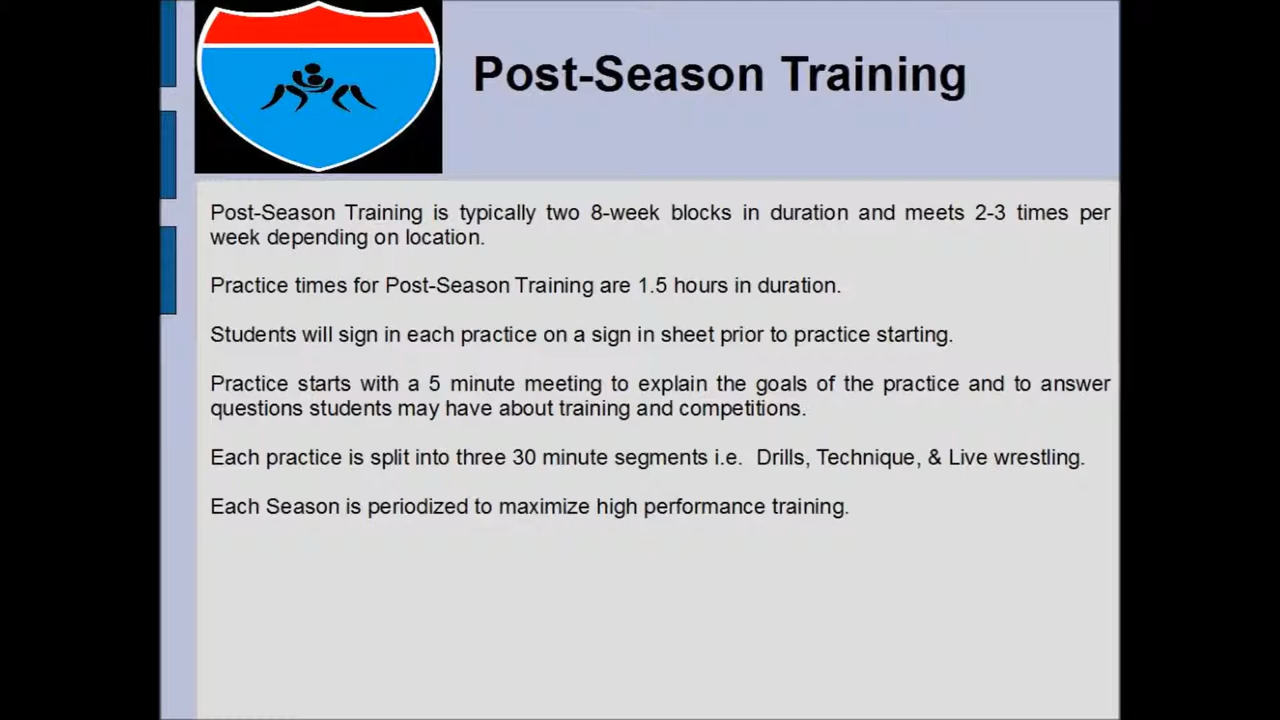 Post-Season Training
Post-Season Training is typically two 8-week blocks in duration and meets 2-3 times per
week depending on location.
Practice times for Post-Season Training are 1.5 hours in duration.
Students will sign in each practice on a sign in sheet prior to practice starting.
Practice starts with a 5 minute meeting to explain the goals of the practice and to answer
questions students may have about training and competitions.
Each practice is split into three 30 minute segments i.e.  Drills, Technique, & Live wrestling.
Each Season is periodized to maximize high performance training.